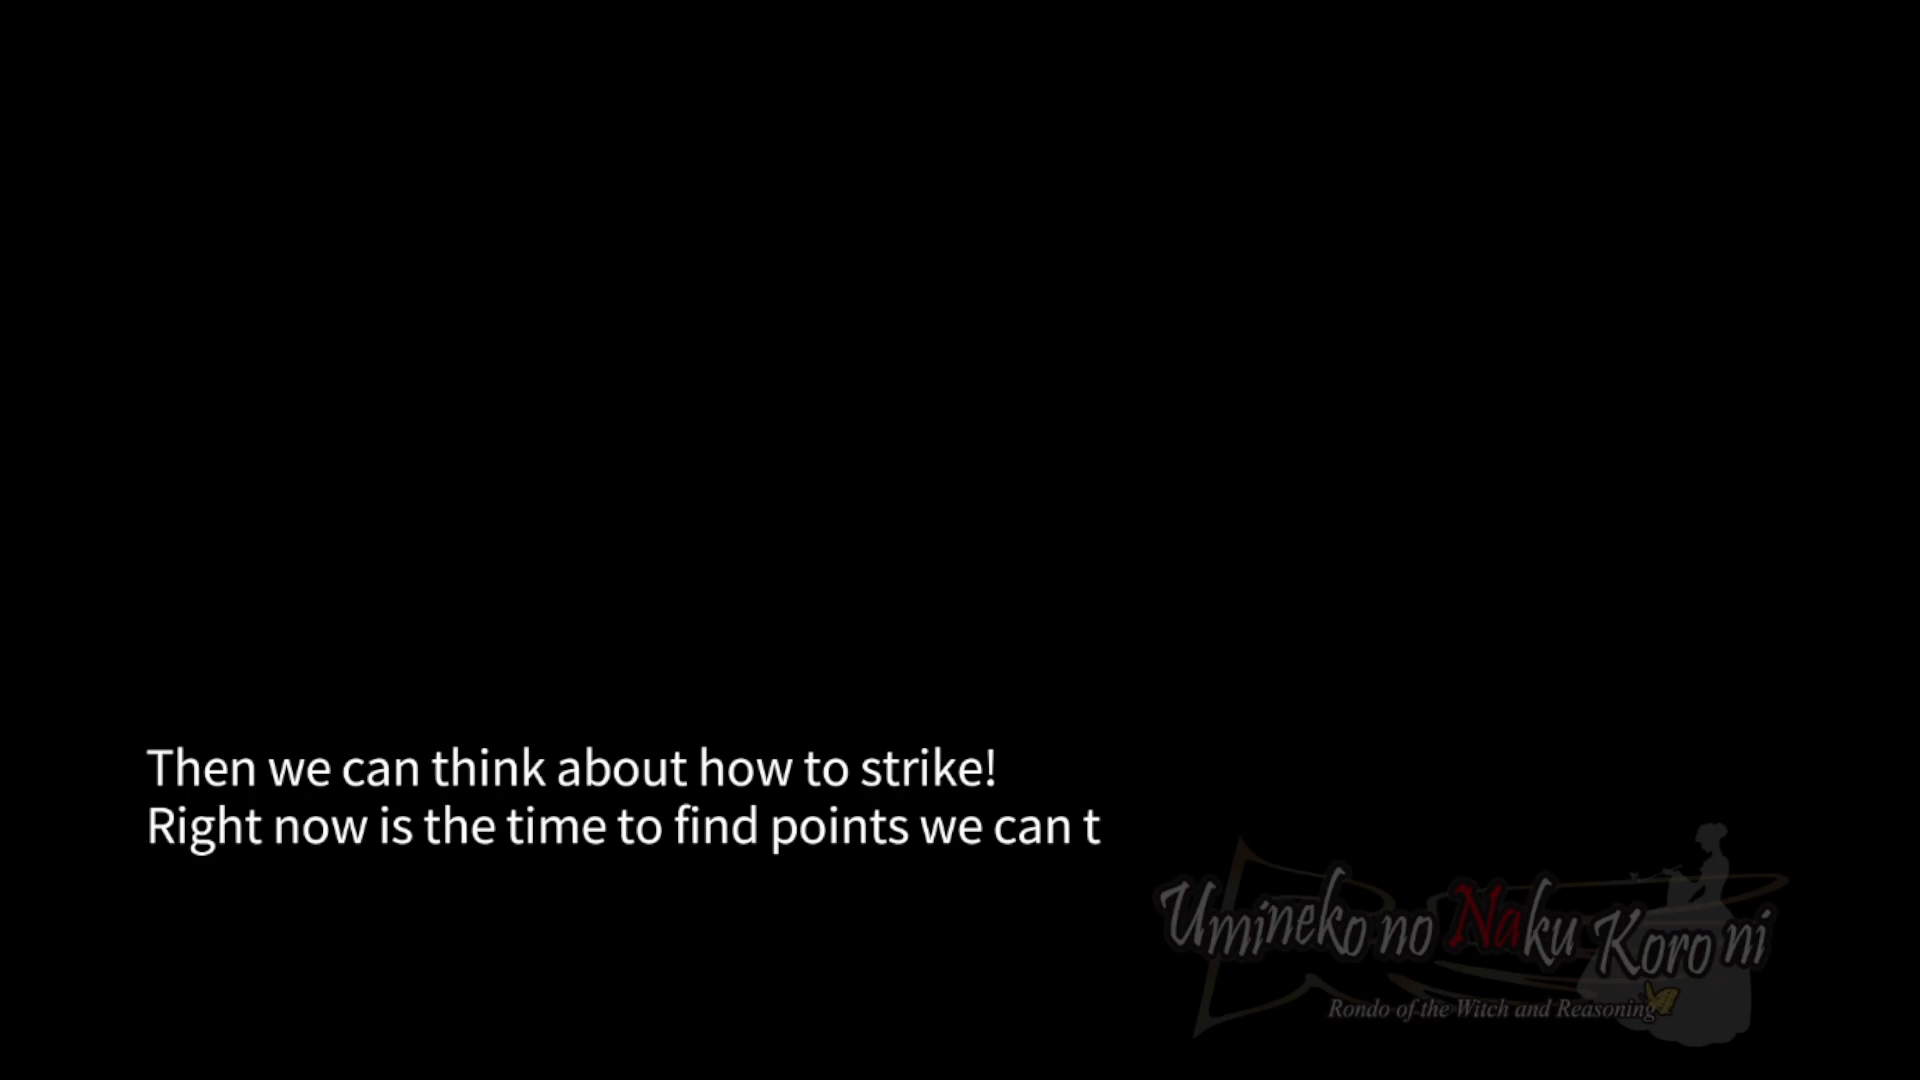 Then we can think about how to strike!
Right now is the time to find points we can t
Umineko no Naku Koro ni
Rondo of the Witch and Reasoning